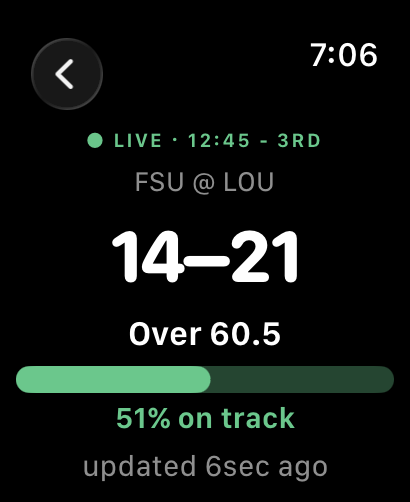 7:06
LIVE · 12:45 - 3RD
FSU @ LOU
14–21
Over 60.5
51% on track
updated 6sec ago